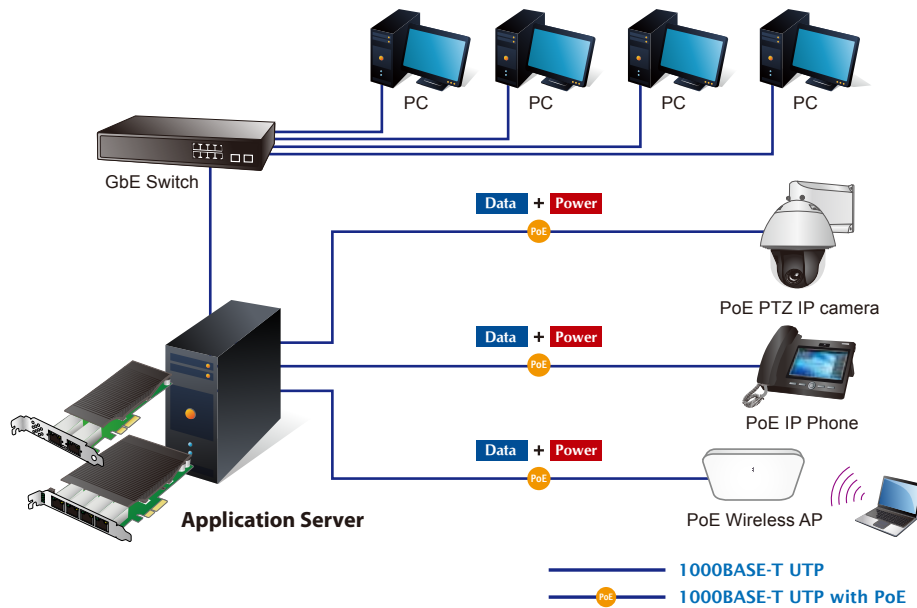 PC
PC
PC
PC
GbE Switch
Data + Power
PoE
PoE PTZ IP camera
Data + Power
PoE
PoE IP Phone
Data + Power
PoE
PoE Wireless AP
Application Server
1000BASE-T UTP
PoE
1000BASE-T UTP with PoE